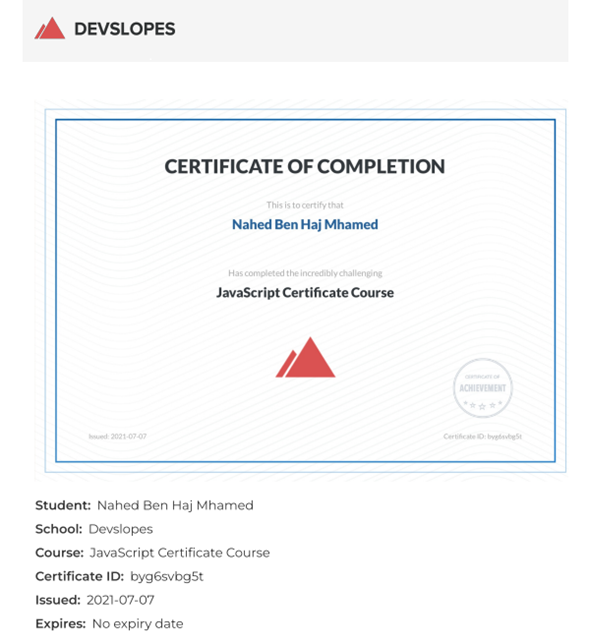 DEVSLOPES
CERTIFICATE OF COMPLETION
This is to certify that
Nahed Ben Haj Mhamed
Has completed the incredibly challenging
JavaScript Certificate Course
CERTIFICATE OF
ACHIEVEMENT
Issued: 2021-07-07
Certificate ID: byg6svbg5t
Student: Nahed Ben Haj Mhamed
School: Devslopes
Course: JavaScript Certificate Course
Certificate ID: byg6svbg5t
Issued: 2021-07-07
Expires: No expiry date